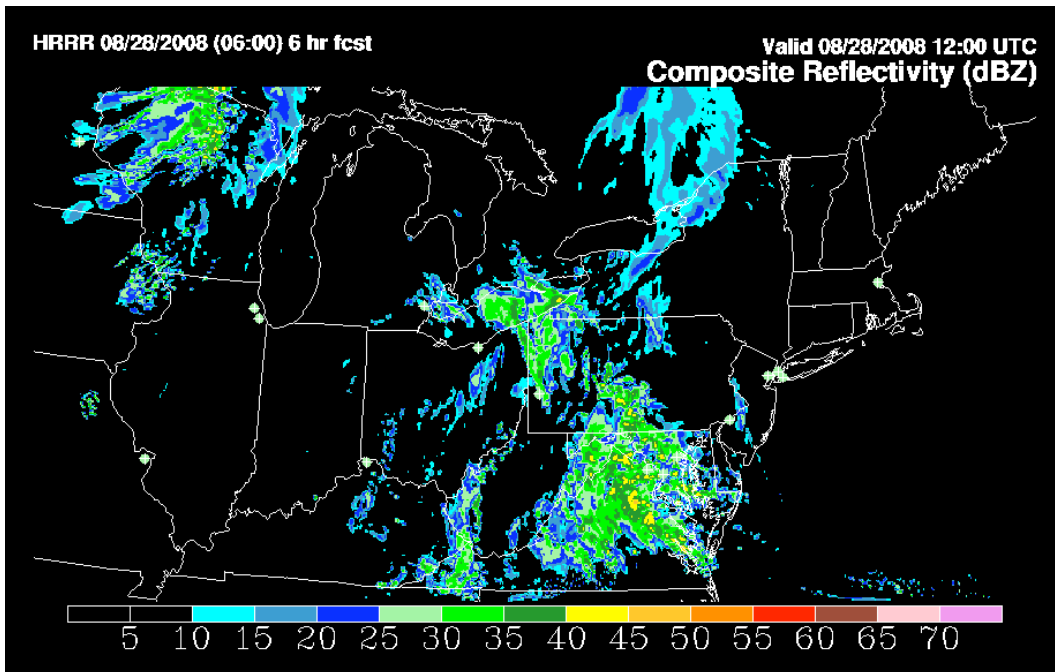 HRRR 08/28/2008 (06:00) 6 hr fcst
Valid 08/28/2008 12:00 UTC
Composite Reflectivity (dBZ)
5 10 15 20 25 30 35 40 45 50 55 60 65 70